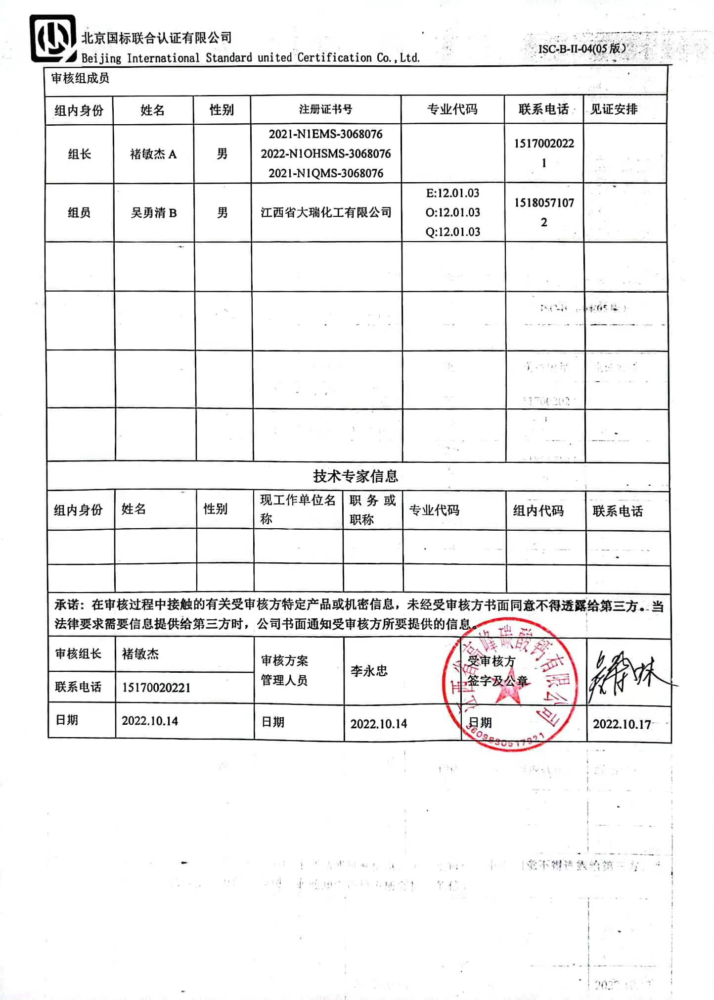 北京国标联合认证有限公司
Beijing International Standard united Certification Co.,Ltd.
ISC-B-II-04(05版）
审核组成员
组内身份 姓名 性别 注册证书号 专业代码 联系电话 见证安排
组长 褚敏杰 A 男
2021-N1EMS-3068076
2022-N1OHSMS-3068076
2021-N1QMS-3068076
1517002022
1
组员 吴勇清 B 男 江西省大瑞化工有限公司
E:12.01.03
O:12.01.03
Q:12.01.03
1518057107
2
技术专家信息
组内身份 姓名 性别
现工作单位名
称
职务或
职称
专业代码 组内代码 联系电话
承诺：在审核过程中接触的有关受审核方特定产品或机密信息，未经受审核方书面同意不得透露给第三方。当
法律要求需要信息提供给第三方时，公司书面通知受审核方所要提供的信息。
审核组长 褚敏杰
审核方案
管理人员
李永忠
受审核方
签字及公章
江西省高峰碳酸钙有限公司
联系电话 15170020221
日期 2022.10.14 日期 2022.10.14 日期 2022.10.17